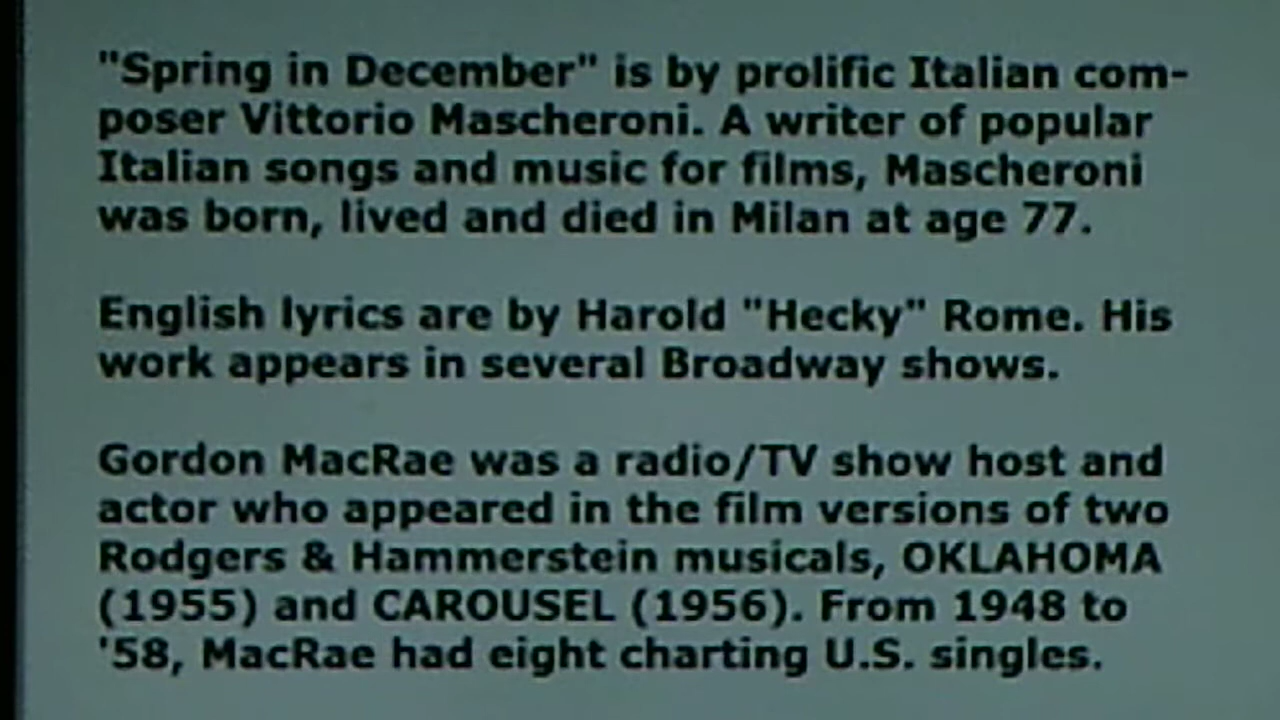 "Spring in December" is by prolific Italian com-
poser Vittorio Mascheroni. A writer of popular
Italian songs and music for films, Mascheroni
was born, lived and died in Milan at age 77.
English lyrics are by Harold "Hecky" Rome. His
work appears in several Broadway shows.
Gordon MacRae was a radio/TV show host and
actor who appeared in the film versions of two
Rodgers & Hammerstein musicals, OKLAHOMA
(1955) and CAROUSEL (1956). From 1948 to
'58, MacRae had eight charting U.S. singles.